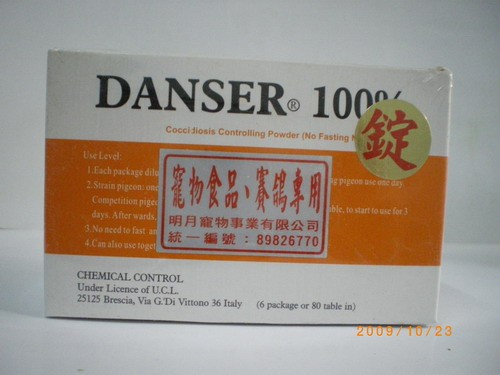 DANSER® 100%
錠
Coccidiosis Controlling Powder (No Fasting
Use Level:
1.Each package dilu
ng pigeon use one day.
2.Strain pigeon: one
Competition pigeo
ble, to start to use for 3
days. After wards,
3.No need to fast. an
4.Can also use toget
寵物食品、賽鴿專用
明月寵物事業有限公司
統一編號：89826770
CHEMICAL CONTROL
Under Licence of U.C.L.
25125 Brescia, Via G.'Di Vittono 36 Italy (6 package or 80 table in)
2009/10/23